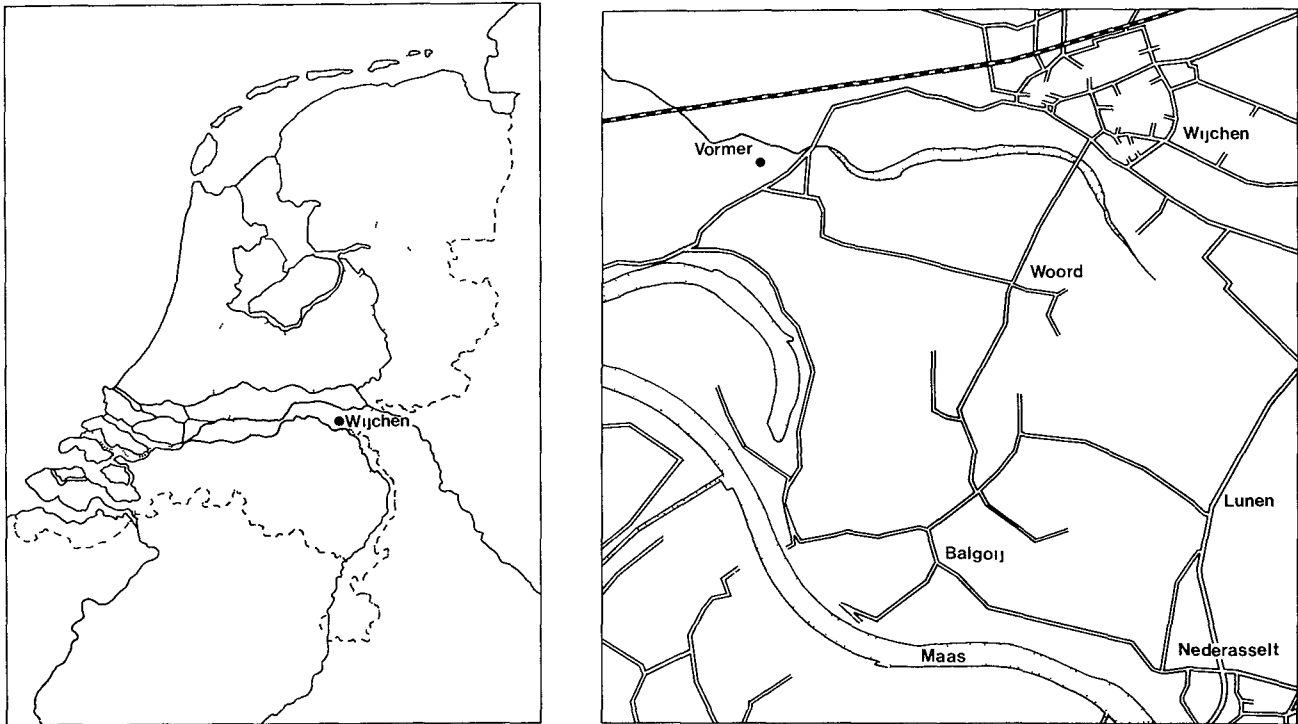 Wijchen
Vormer
Wijchen
Woord
Lunen
Balgoij
Maas
Nederasselt